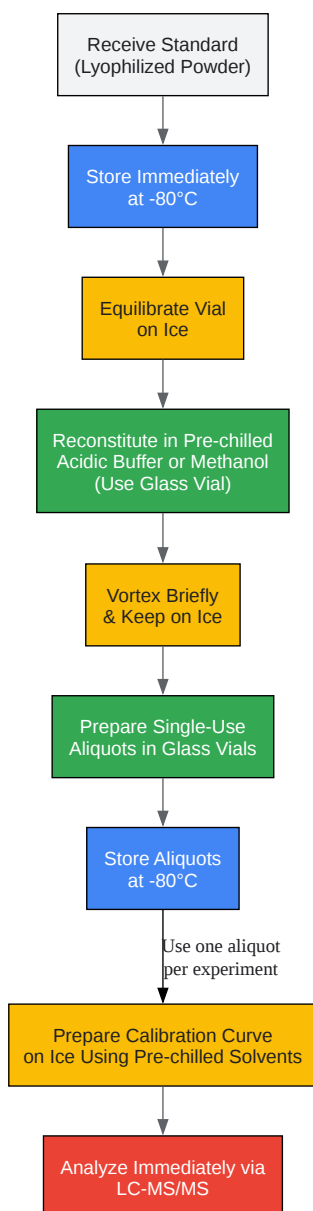 Receive Standard
(Lyophilized Powder)
Store Immediately
at -80°C
Equilibrate Vial
on Ice
Reconstitute in Pre-chilled
Acidic Buffer or Methanol
(Use Glass Vial)
Vortex Briefly
& Keep on Ice
Prepare Single-Use
Aliquots in Glass Vials
Store Aliquots
at -80°C
Use one aliquot
per experiment
Prepare Calibration Curve
on Ice Using Pre-chilled Solvents
Analyze Immediately via
LC-MS/MS